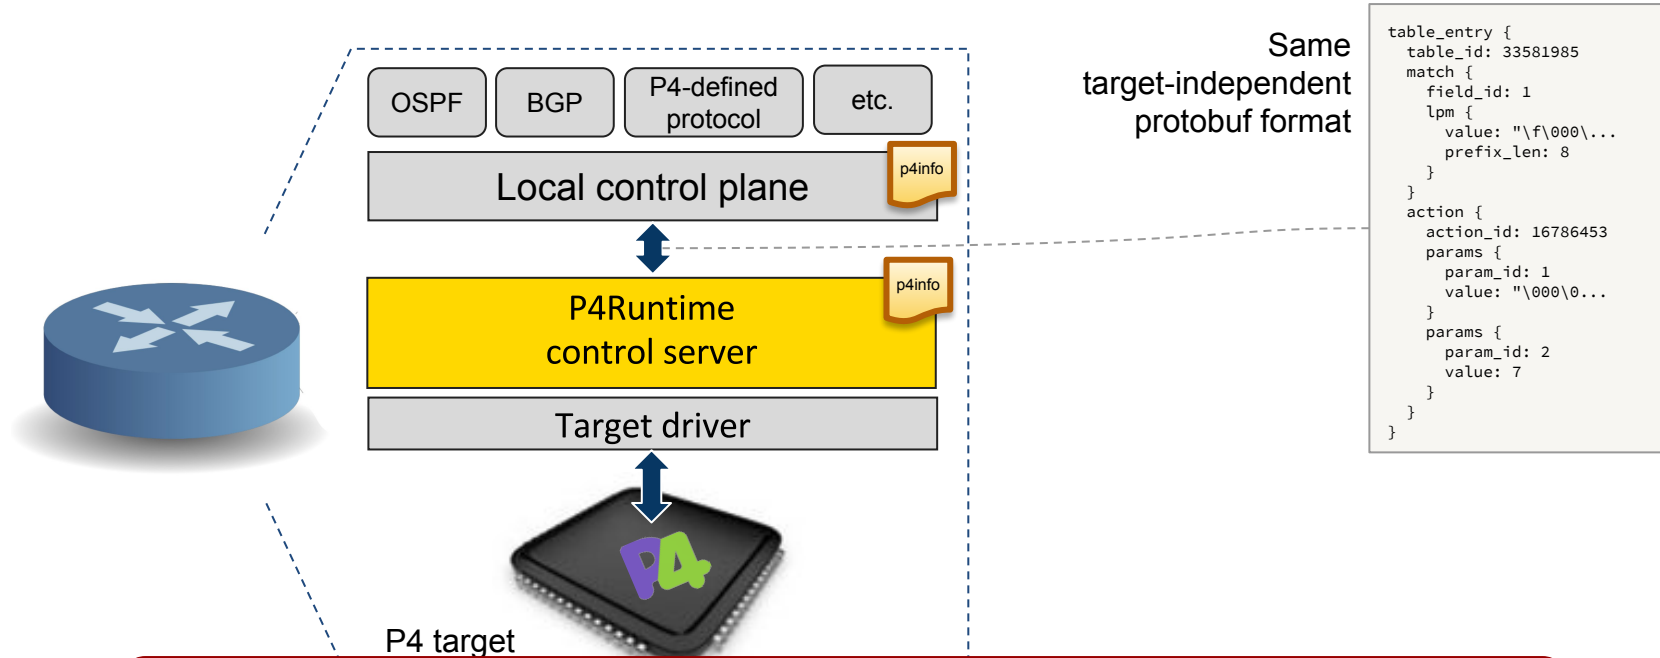 OSPF
BGP
P4-defined
protocol
etc.
Local control plane
p4info
P4Runtime
control server
p4info
Target driver
P4
P4 target
Same
target-independent
protobuf format
table_entry {
  table_id: 33581985
  match {
    field_id: 1
    lpm {
      value: "\f\000\...
      prefix_len: 8
    }
  }
  action {
    action_id: 16786453
    params {
      param_id: 1
      value: "\000\0...
    }
    params {
      param_id: 2
      value: 7
    }
  }
}